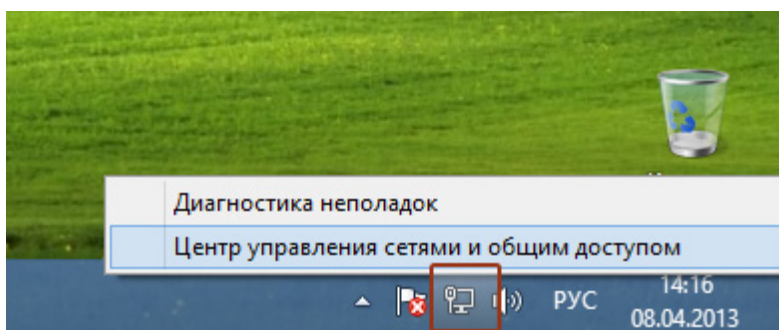 Диагностика неполадок
Центр управления сетями и общим доступом
РУС
14:16
08.04.2013